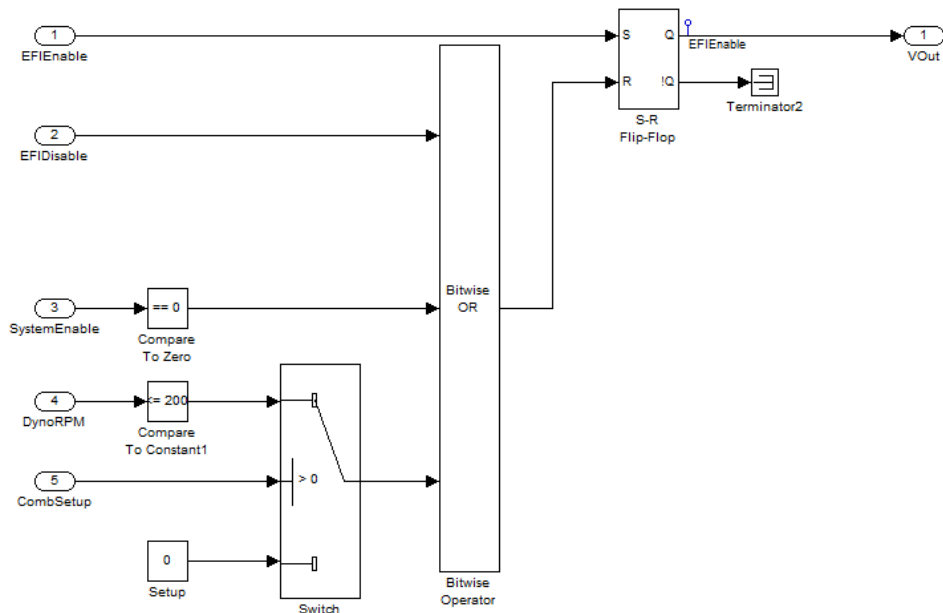 1
EFIEnable
S
Q
EFIEnable
1
VOut
R
!Q
Terminator2
S-R
Flip-Flop
2
EFIDisable
Bitwise
OR
3
SystemEnable
== 0
Compare
To Zero
4
DynoRPM
<= 200
Compare
To Constant1
5
CombSetup
> 0
0
Setup
Switch
Bitwise
Operator